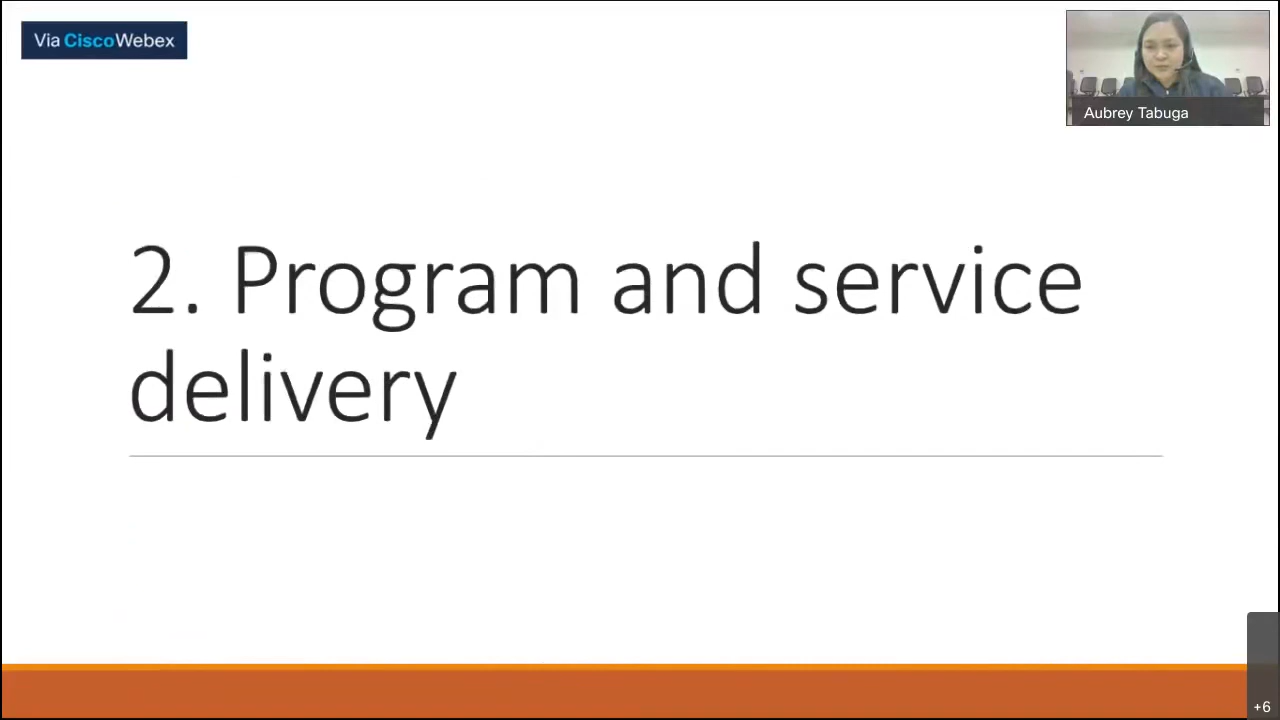 Via CiscoWebex
Aubrey Tabuga
2. Program and service
delivery
+6